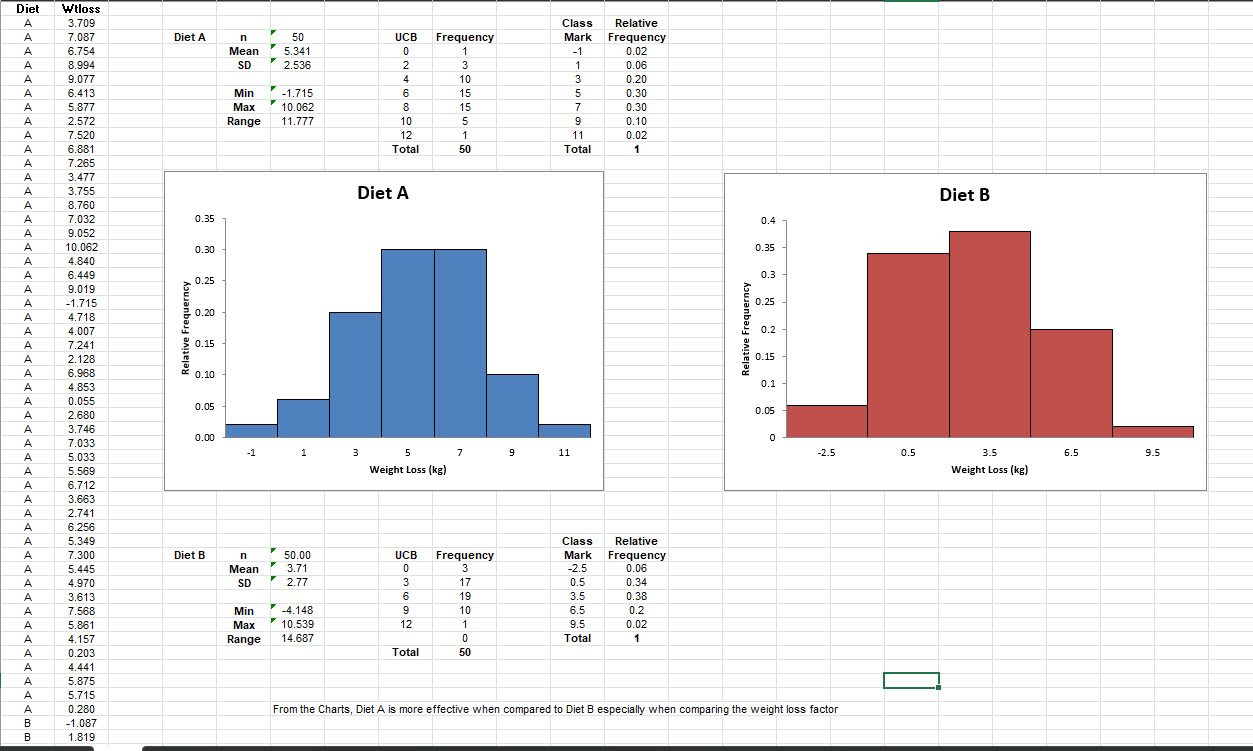 Diet Wtloss
A 3.709
A 7.087
A 6.754
A 8.994
A 9.077
A 6.413
A 5.877
A 2.572
A 7.520
A 6.881
A 7.265
A 3.477
A 3.755
A 8.760
A 7.032
A 9.052
A 10.062
A 4.840
A 6.449
A 9.019
A -1.715
A 4.718
A 4.007
A 7.241
A 2.128
A 6.968
A 4.853
A 0.055
A 2.680
A 3.746
A 7.033
A 5.033
A 5.569
A 6.712
A 3.663
A 2.741
A 6.256
A 5.349
A 7.300
A 5.445
A 4.970
A 3.613
A 7.568
A 5.861
A 4.157
A 0.203
A 4.441
A 5.875
A 5.715
A 0.280
B -1.087
B 1.819
Diet A n 50
Mean 5.341
SD 2.536
Min -1.715
Max 10.062
Range 11.777
UCB Frequency
0 1
2 3
4 10
6 15
8 15
10 5
12 1
Total 50
Class Relative
Mark Frequency
-1 0.02
1 0.06
3 0.20
5 0.30
7 0.30
9 0.10
11 0.02
Total 1
Diet A
0.35
0.30
0.25
0.20
0.15
0.10
0.05
0.00
Relative Frequerncy
-1 1 3 5 7 9 11
Weight Loss (kg)
Diet B
0.4
0.35
0.3
0.25
0.2
0.15
0.1
0.05
0
Relative Frequernucy
-2.5 0.5 3.5 6.5 9.5
Weight Loss (kg)
Diet B n 50.00
Mean 3.71
SD 2.77
Min -4.148
Max 10.539
Range 14.687
UCB Frequency
0 3
3 17
6 19
9 10
12 1
0
Total 50
Class Relative
Mark Frequency
-2.5 0.06
0.5 0.34
3.5 0.38
6.5 0.2
9.5 0.02
Total 1
From the Charts, Diet A is more effective when compared to Diet B especially when comparing the weight loss factor